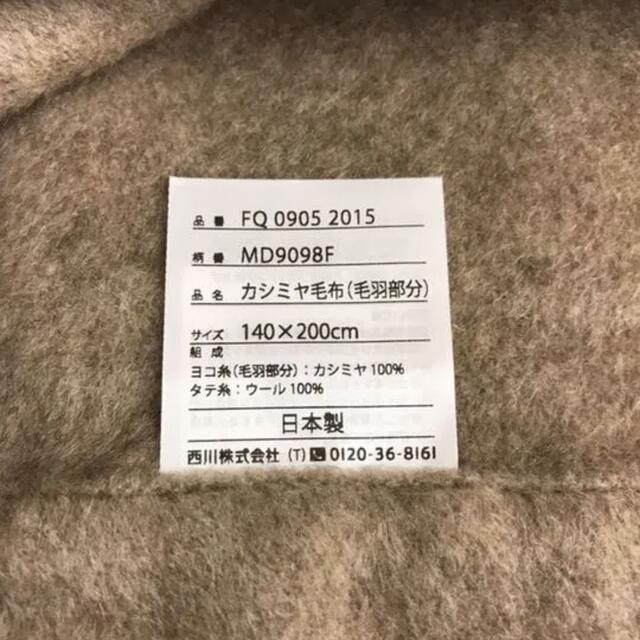 品番 FQ 0905 2015
柄番 MD9098F
品名 カシミヤ毛布(毛羽部分)
サイズ 140×200cm
組成
ヨコ糸(毛羽部分):カシミヤ100%
タテ糸:ウール100%
日本製
西川株式会社 (T) 0120-36-8161